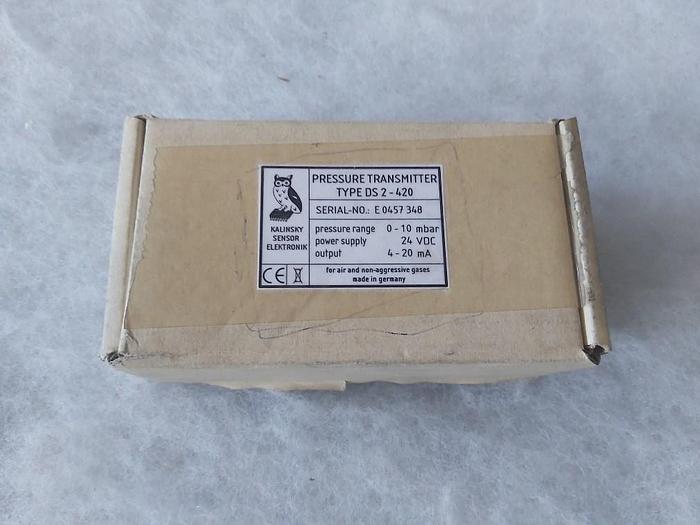 PRESSURE TRANSMITTER
TYPE DS 2 - 420
SERIAL-NO.: E 0457 348
KALINSKY
SENSOR
ELEKTRONIK
pressure range 0 - 10 mbar
power supply 24 VDC
output 4 - 20 mA
CE
for air and non-aggressive gases
made in germany